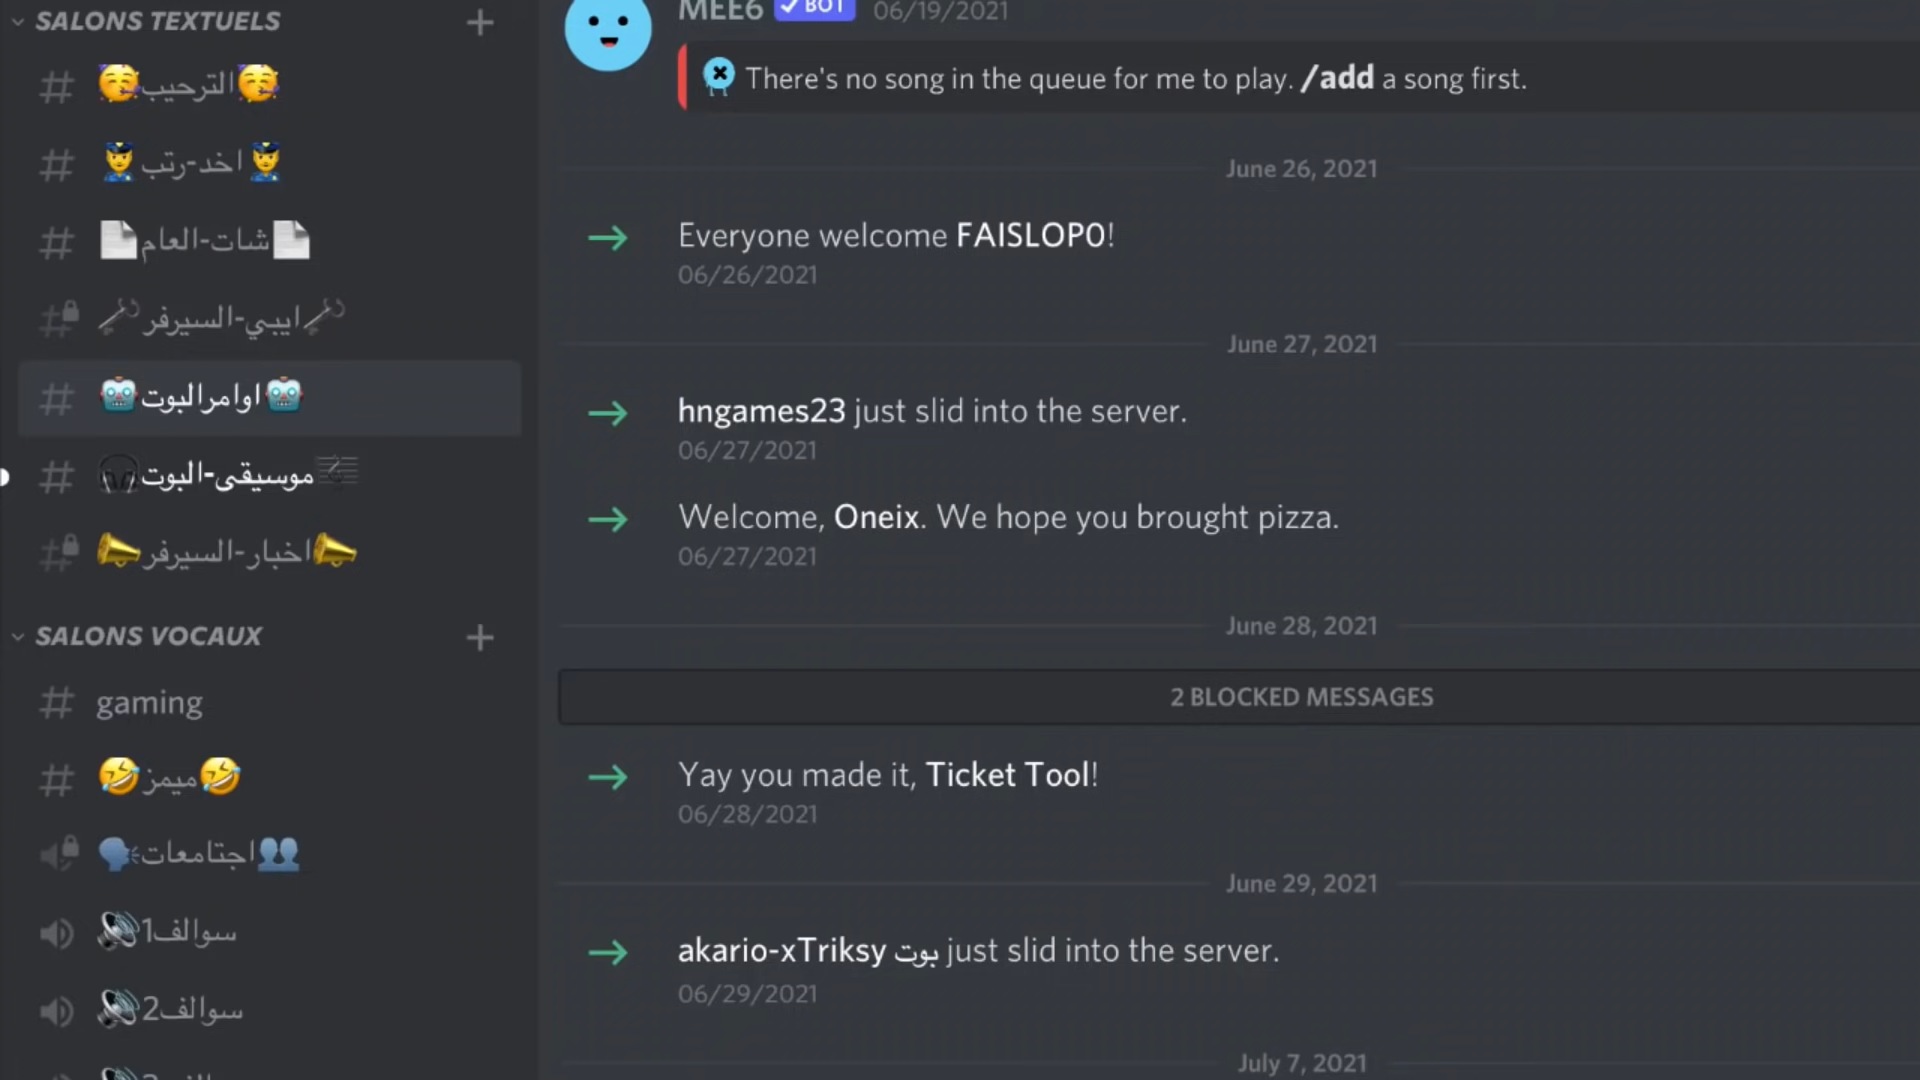 SALONS TEXTUELS
الترحيب
اخد-رتب
شات-العام
ايبي-السيرفر
اوامرالبوت
موسيقى-البوت
اخبار-السيرفر
SALONS VOCAUX
gaming
ميمز
اجتامعات
سوالف1
سوالف2
MEE6 BOT 06/19/2021
There's no song in the queue for me to play. /add a song first.
June 26, 2021
Everyone welcome FAISLOP0!
06/26/2021
June 27, 2021
hngames23 just slid into the server.
06/27/2021
Welcome, Oneix. We hope you brought pizza.
06/27/2021
June 28, 2021
2 BLOCKED MESSAGES
Yay you made it, Ticket Tool!
06/28/2021
June 29, 2021
akario-xTriksy بوت just slid into the server.
06/29/2021
July 7, 2021